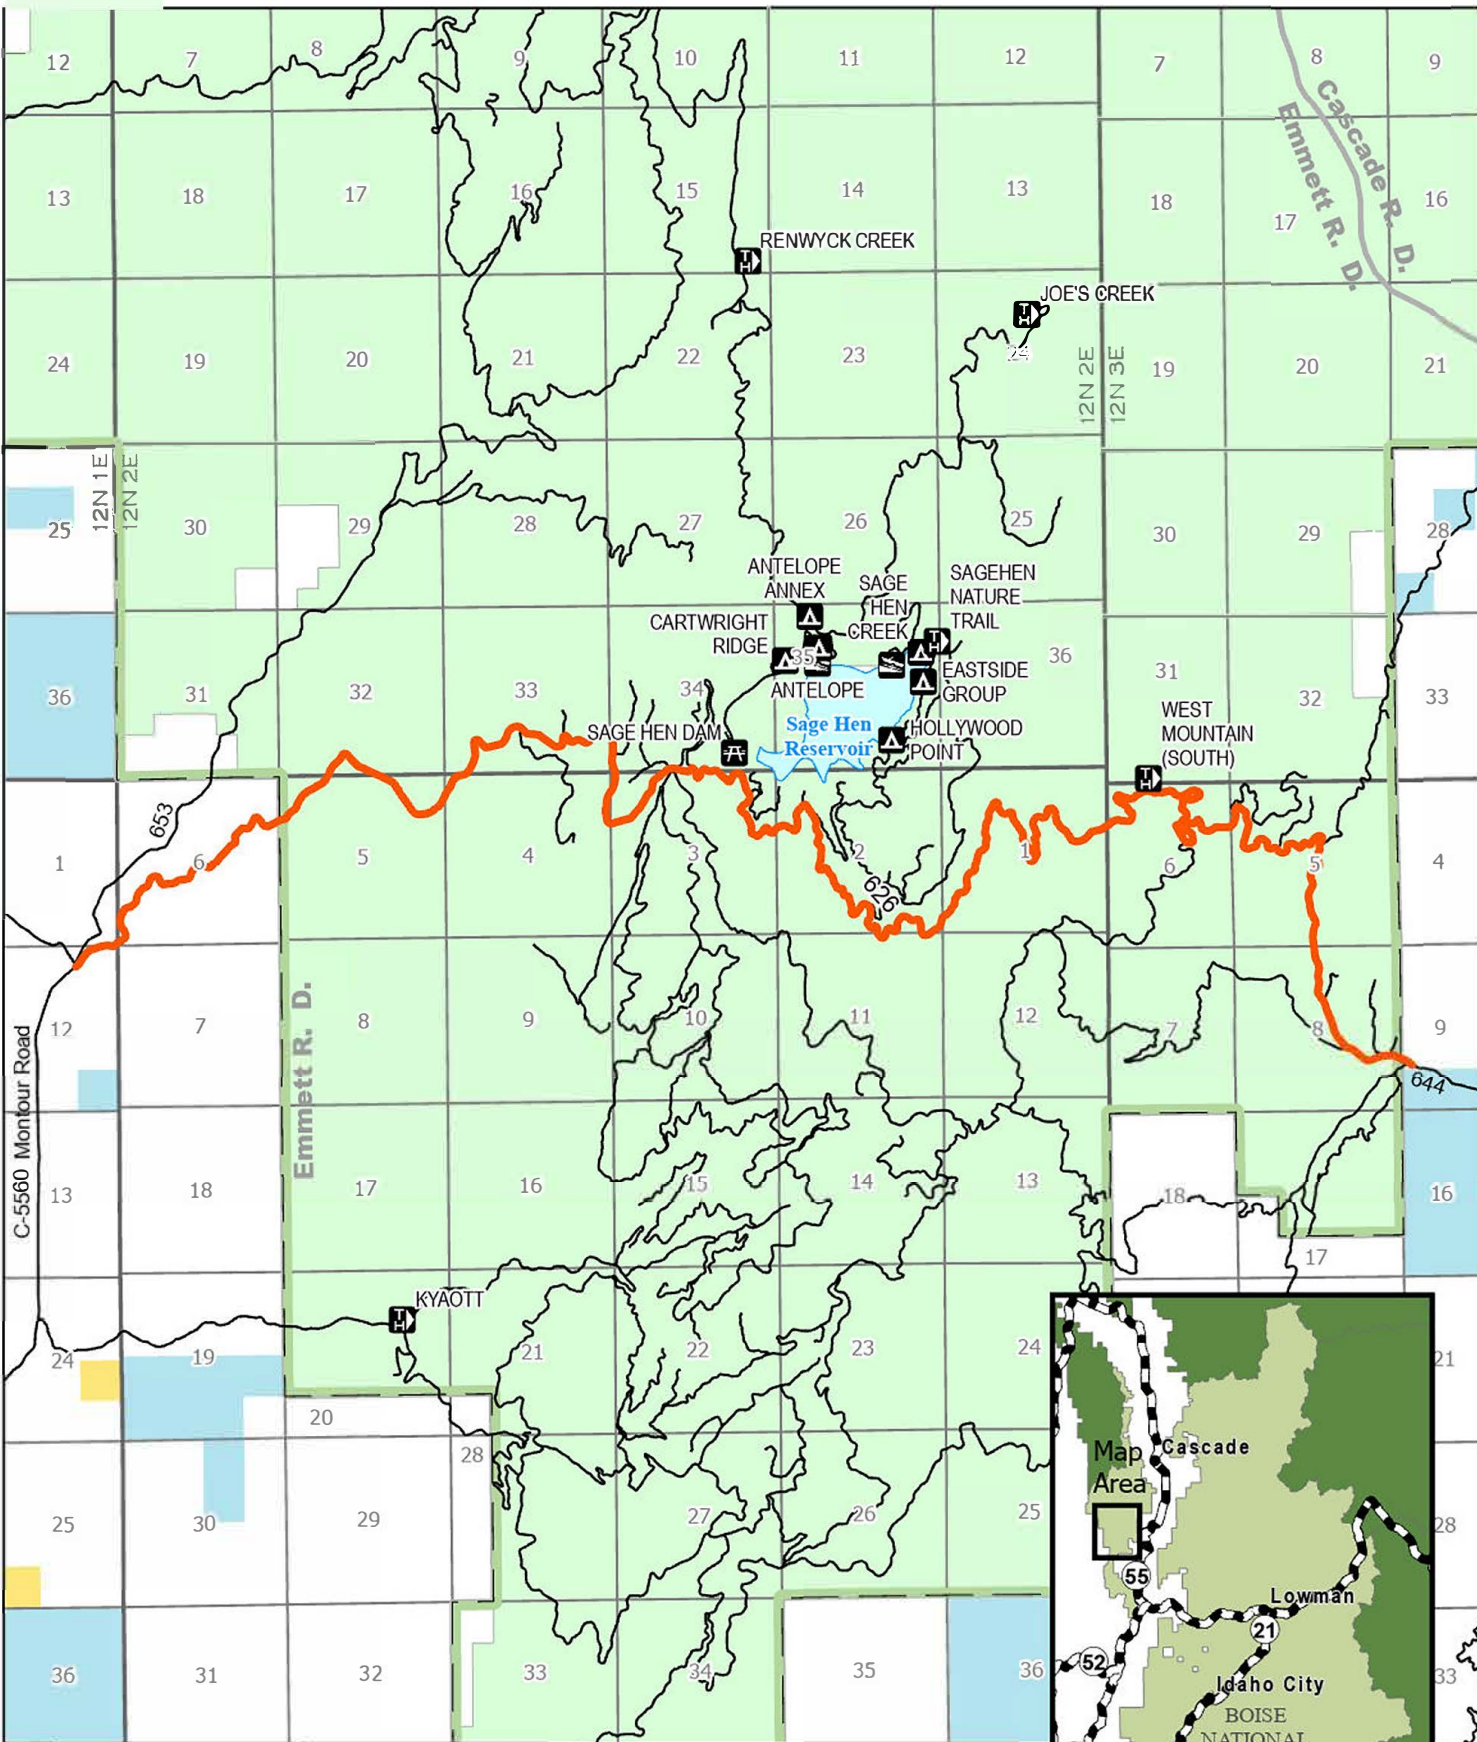 12
7
8
9
10
11
12
7
8
9
Cascade R. D.
Emmett R. D.
13
18
17
16
15
14
13
18
17
16
RENWYCK CREEK
JOE'S CREEK
24
19
20
21
22
23
24
19
20
21
12N 2E
12N 3E
12N 1E
12N 2E
25
30
29
28
27
26
25
30
29
28
ANTELOPE
ANNEX
SAGE
HEN
CREEK
SAGEHEN
NATURE
TRAIL
CARTWRIGHT
RIDGE
35
36
31
32
33
34
ANTELOPE
EASTSIDE
GROUP
36
31
32
33
SAGE HEN DAM
Sage Hen
Reservoir
HOLLYWOOD
POINT
WEST
MOUNTAIN
(SOUTH)
653
1
6
5
4
3
2
1
6
5
4
626
12
7
8
9
10
11
12
7
8
9
644
Emmett R. D.
C-5560 Montour Road
13
18
17
16
15
14
13
18
16
17
KYAOTT
24
19
21
22
23
24
21
20
28
25
30
29
27
26
25
28
36
31
32
33
34
35
36
33
Map
Area
Cascade
55
Lowman
21
52
Idaho City
BOISE
NATIONAL